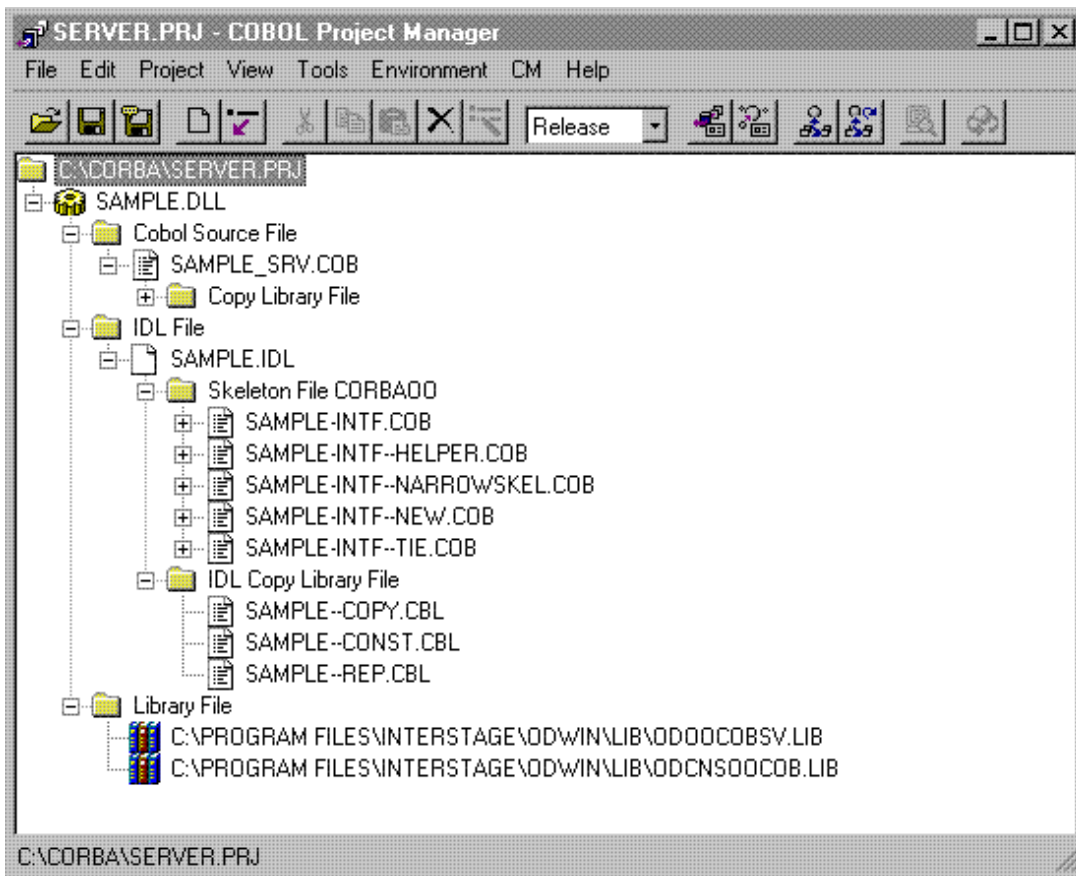 SERVER.PRJ - COBOL Project Manager
File Edit Project View Tools Environment CM Help
Release
C:\CORBA\SERVER.PRJ
SAMPLE.DLL
Cobol Source File
SAMPLE_SRV.COB
Copy Library File
IDL File
SAMPLE.IDL
Skeleton File CORBAOO
SAMPLE-INTF.COB
SAMPLE-INTF--HELPER.COB
SAMPLE-INTF--NARROWSKEL.COB
SAMPLE-INTF--NEW.COB
SAMPLE-INTF--TIE.COB
IDL Copy Library File
SAMPLE--COPY.CBL
SAMPLE--CONST.CBL
SAMPLE--REP.CBL
Library File
C:\PROGRAM FILES\INTERSTAGE\ODWIN\LIB\ODOOCOBSV.LIB
C:\PROGRAM FILES\INTERSTAGE\ODWIN\LIB\ODCNSOOCOB.LIB
C:\CORBA\SERVER.PRJ